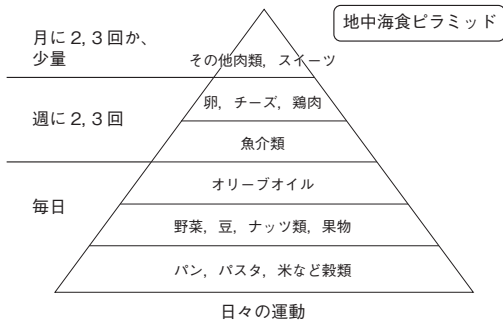 地中海食ピラミッド
月に 2, 3 回か、
少量
その他肉類, スイーツ
卵, チーズ, 鶏肉
週に 2, 3 回
魚介類
オリーブオイル
毎日
野菜, 豆, ナッツ類, 果物
パン, パスタ, 米など穀類
日々の運動